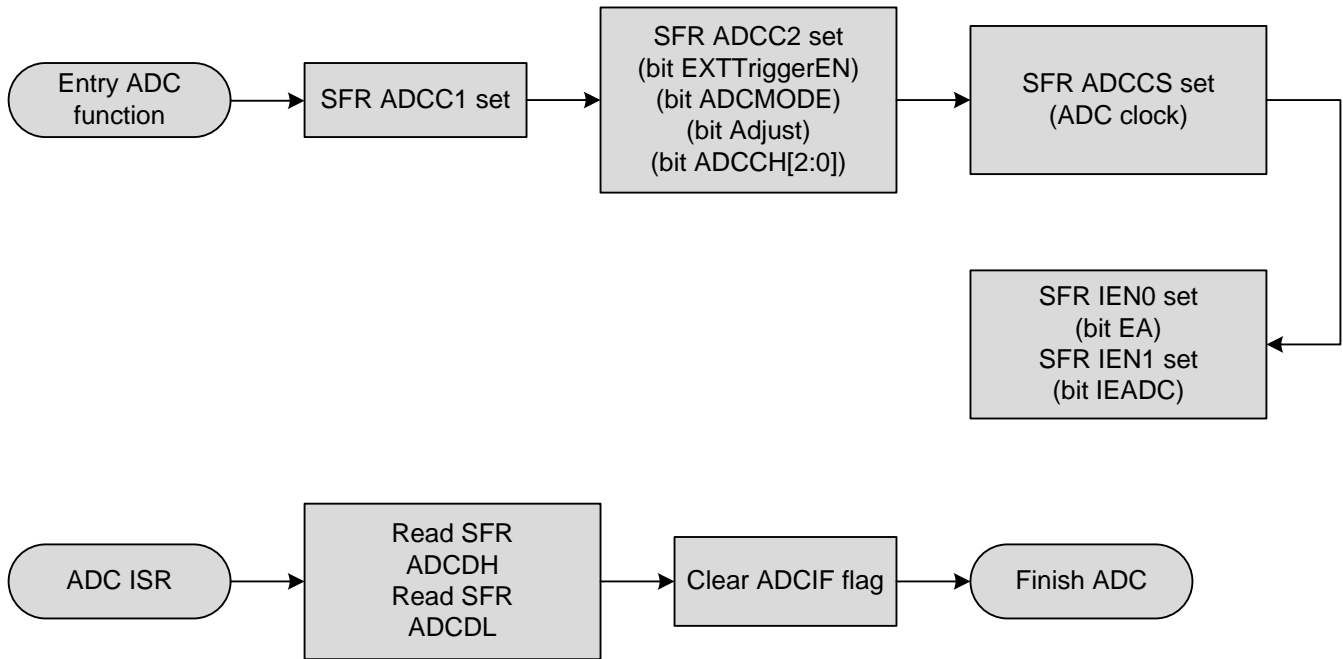 Entry ADC
function
SFR ADCC1 set
SFR ADCC2 set
(bit EXTTriggerEN)
(bit ADCMODE)
(bit Adjust)
(bit ADCCH[2:0])
SFR ADCCS set
(ADC clock)
SFR IEN0 set
(bit EA)
SFR IEN1 set
(bit IEADC)
ADC ISR
Read SFR
ADCDH
Read SFR
ADCDL
Clear ADCIF flag
Finish ADC